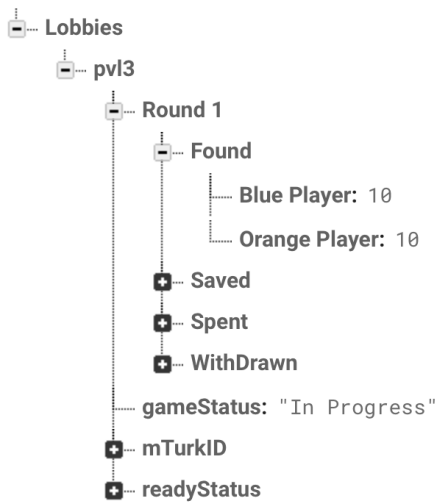 Lobbies
pvl3
Round 1
Found
Blue Player: 10
Orange Player: 10
Saved
Spent
WithDrawn
gameStatus: "In Progress"
mTurkID
readyStatus